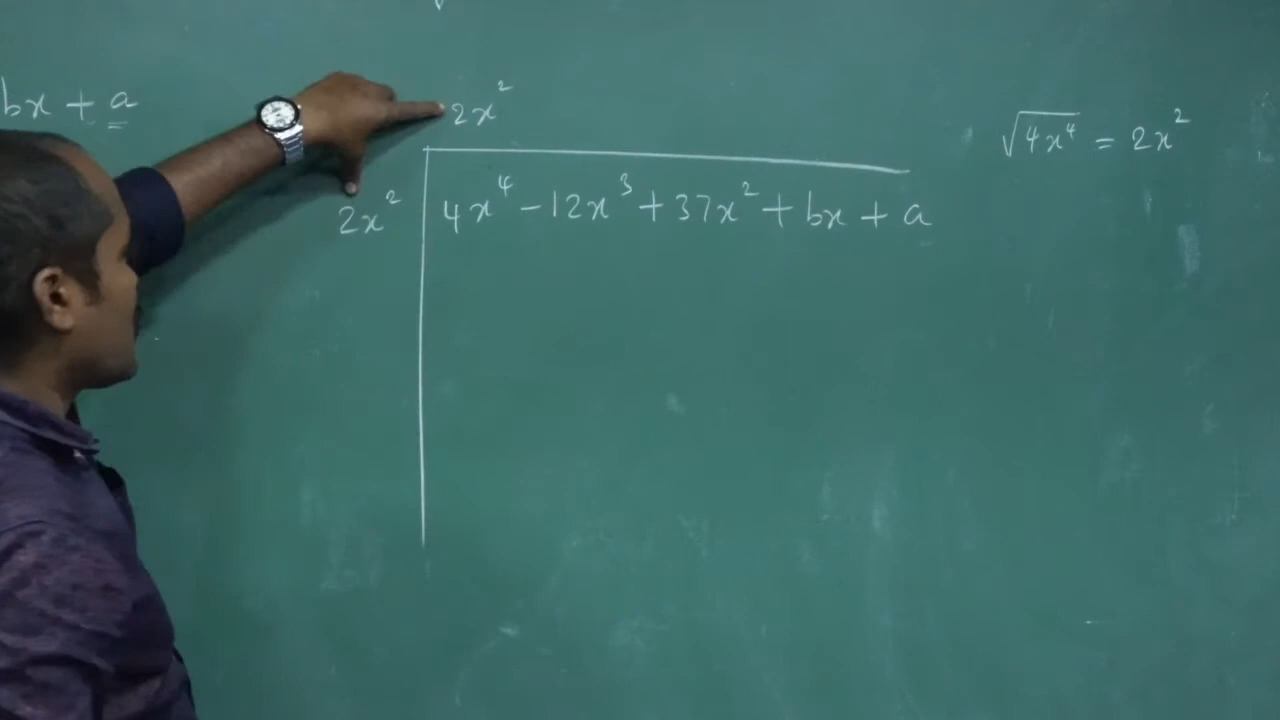 bx + a
2x²
√4x⁴ = 2x²
2x² 4x⁴ - 12x³ + 37x² + bx + a